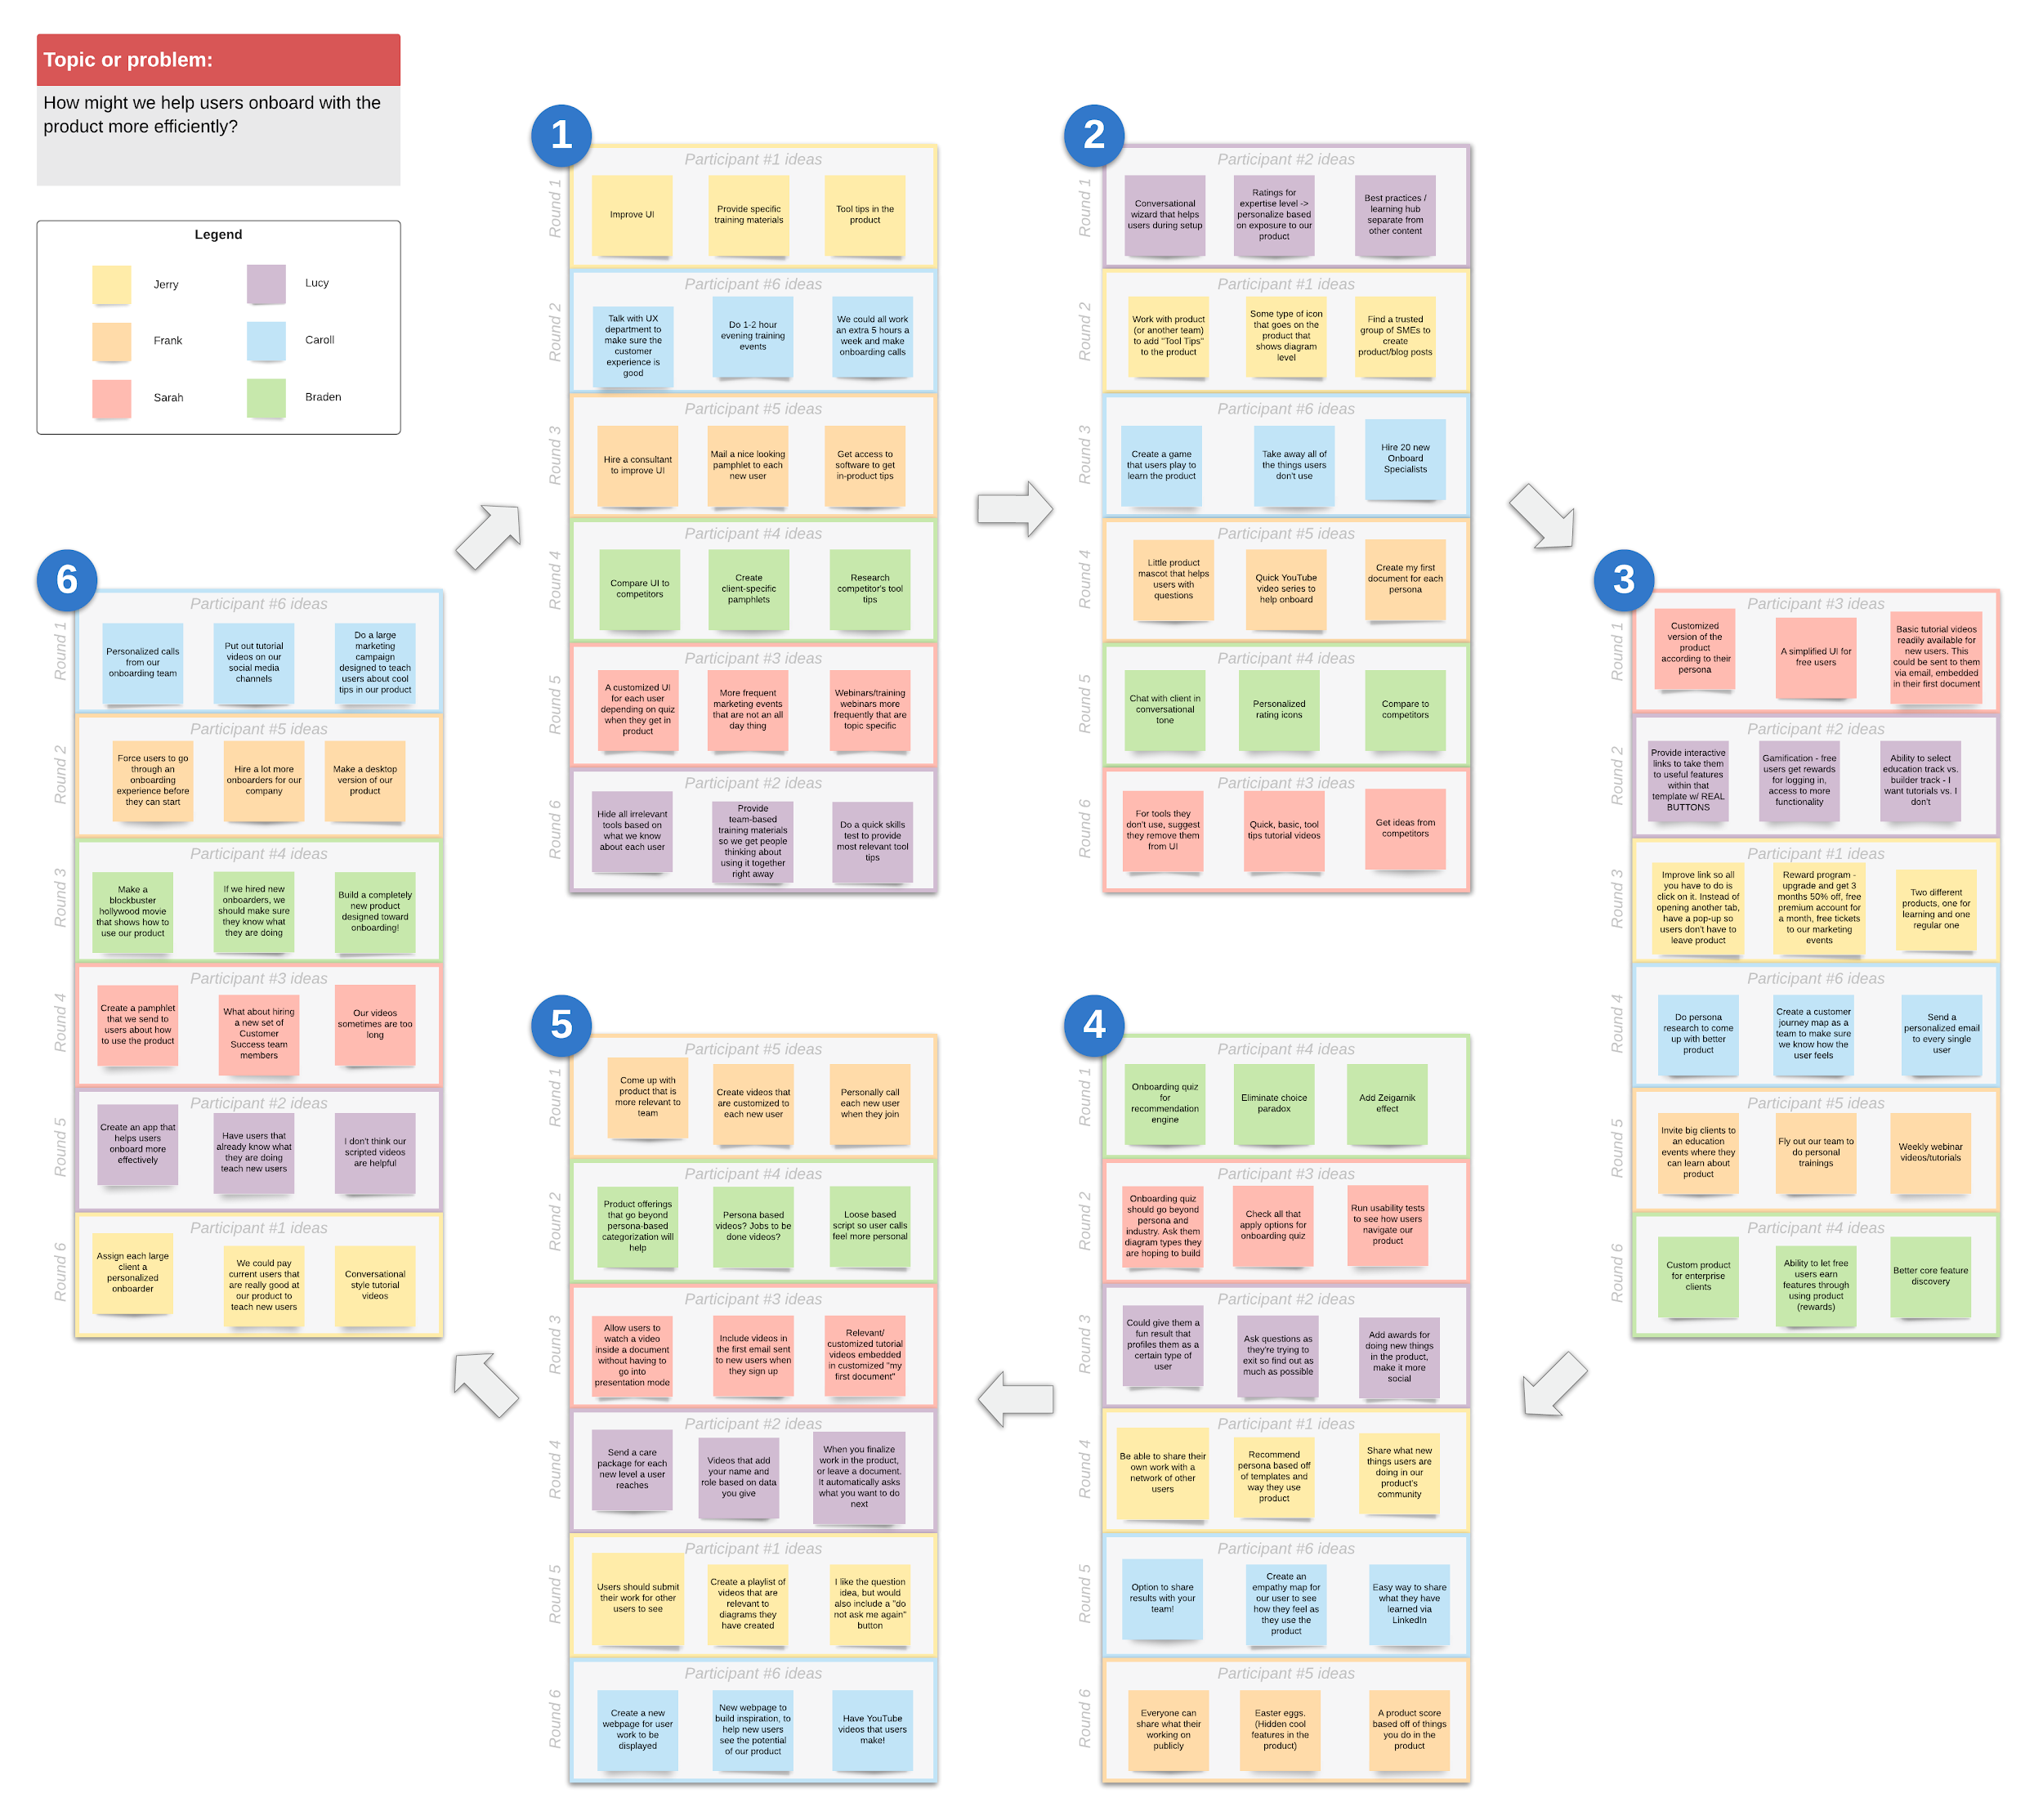 Topic or problem:
How might we help users onboard with the
product more efficiently?
Legend
Jerry
Lucy
Frank
Caroll
Sarah
Braden
1
Participant #1 ideas
Round 1
Improve UI
Provide specific
training materials
Tool tips in the
product
Participant #6 ideas
Round 2
Talk with UX
department to
make sure the
customer
experience is
good
Do 1-2 hour
evening training
events
We could all work
an extra 5 hours a
week and make
onboarding calls
Participant #5 ideas
Round 3
Hire a consultant
to improve UI
Mail a nice looking
pamphlet to each
new user
Get access to
software to get
in-product tips
Participant #4 ideas
Round 4
Compare UI to
competitors
Create
client-specific
pamphlets
Research
competitor's tool
tips
Participant #3 ideas
Round 5
A customized UI
for each user
depending on quiz
when they get in
product
More frequent
marketing events
that are not an all
day thing
Webinars/training
webinars more
frequently that are
topic specific
Participant #2 ideas
Round 6
Hide all irrelevant
tools based on
what we know
about each user
Provide
team-based
training materials
so we get people
thinking about
using it together
right away
Do a quick skills
test to provide
most relevant tool
tips
2
Participant #2 ideas
Round 1
Conversational
wizard that helps
users during setup
Ratings for
expertise level ->
personalize based
on exposure to our
product
Best practices /
learning hub
separate from
other content
Participant #1 ideas
Round 2
Work with product
(or another team)
to add "Tool Tips"
to the product
Some type of icon
that goes on the
product that
shows diagram
level
Find a trusted
group of SMEs to
create
product/blog posts
Participant #6 ideas
Round 3
Create a game
that users play to
learn the product
Take away all of
the things users
don't use
Hire 20 new
Onboard
Specialists
Participant #5 ideas
Round 4
Little product
mascot that helps
users with
questions
Quick YouTube
video series to
help onboard
Create my first
document for each
persona
Participant #4 ideas
Round 5
Chat with client in
conversational
tone
Personalized
rating icons
Compare to
competitors
Participant #3 ideas
Round 6
For tools they
don't use, suggest
they remove them
from UI
Quick, basic, tool
tips tutorial videos
Get ideas from
competitors
3
Participant #3 ideas
Round 1
Customized
version of the
product
according to their
persona
A simplified UI for
free users
Basic tutorial videos
readily available for
new users. This
could be sent to them
via email, embedded
in their first document
Participant #2 ideas
Round 2
Provide interactive
links to take them
to useful features
within that
template w/ REAL
BUTTONS
Gamification - free
users get rewards
for logging in,
access to more
functionality
Ability to select
education track vs.
builder track - I
want tutorials vs. I
don't
Participant #1 ideas
Round 3
Improve link so all
you have to do is
click on it. Instead of
opening another tab,
have a pop-up so
users don't have to
leave product
Reward program -
upgrade and get 3
months 50% off, free
premium account for
a month, free tickets
to our marketing
events
Two different
products, one for
learning and one
regular one
Participant #6 ideas
Round 4
Do persona
research to come
up with better
product
Create a customer
journey map as a
team to make sure
we know how the
user feels
Send a
personalized email
to every single
user
Participant #5 ideas
Round 5
Invite big clients to
an education
events where they
can learn about
product
Fly out our team to
do personal
trainings
Weekly webinar
videos/tutorials
Participant #4 ideas
Round 6
Custom product
for enterprise
clients
Ability to let free
users earn
features through
using product
(rewards)
Better core feature
discovery
4
Participant #4 ideas
Round 1
Onboarding quiz
for
recommendation
engine
Eliminate choice
paradox
Add Zeigarnik
effect
Participant #3 ideas
Round 2
Onboarding quiz
should go beyond
persona and
industry. Ask them
diagram types they
are hoping to build
Check all that
apply options for
onboarding quiz
Run usability tests
to see how users
navigate our
product
Participant #2 ideas
Round 3
Could give them a
fun result that
profiles them as a
certain type of
user
Ask questions as
they're trying to
exit so find out as
much as possible
Add awards for
doing new things
in the product,
make it more
social
Participant #1 ideas
Round 4
Be able to share their
own work with a
network of other
users
Recommend
persona based off
of templates and
way they use
product
Share what new
things users are
doing in our
product's
community
Participant #6 ideas
Round 5
Option to share
results with your
team!
Create an
empathy map for
our user to see
how they feel as
they use the
product
Easy way to share
what they have
learned via
LinkedIn
Participant #5 ideas
Round 6
Everyone can
share what their
working on
publicly
Easter eggs.
(Hidden cool
features in the
product)
A product score
based off of things
you do in the
product
5
Participant #5 ideas
Round 1
Come up with
product that is
more relevant to
team
Create videos that
are customized to
each new user
Personally call
each new user
when they join
Participant #4 ideas
Round 2
Product offerings
that go beyond
persona-based
categorization will
help
Persona based
videos? Jobs to be
done videos?
Loose based
script so user calls
feel more personal
Participant #3 ideas
Round 3
Allow users to
watch a video
inside a document
without having to
go into
presentation mode
Include videos in
the first email sent
to new users when
they sign up
Relevant/
customized tutorial
videos embedded
in customized "my
first document"
Participant #2 ideas
Round 4
Send a care
package for each
new level a user
reaches
Videos that add
your name and
role based on data
you give
When you finalize
work in the product,
or leave a document.
It automatically asks
what you want to do
next
Participant #1 ideas
Round 5
Users should submit
their work for other
users to see
Create a playlist of
videos that are
relevant to
diagrams they
have created
I like the question
idea, but would
also include a "do
not ask me again"
button
Participant #6 ideas
Round 6
Create a new
webpage for user
work to be
displayed
New webpage to
build inspiration, to
help new users
see the potential
of our product
Have YouTube
videos that users
make!
6
Participant #6 ideas
Round 1
Personalized calls
from our
onboarding team
Put out tutorial
videos on our
social media
channels
Do a large
marketing
campaign
designed to teach
users about cool
tips in our product
Participant #5 ideas
Round 2
Force users to go
through an
onboarding
experience before
they can start
Hire a lot more
onboarders for our
company
Make a desktop
version of our
product
Participant #4 ideas
Round 3
Make a
blockbuster
hollywood movie
that shows how to
use our product
If we hired new
onboarders, we
should make sure
they know what
they are doing
Build a completely
new product
designed toward
onboarding!
Participant #3 ideas
Round 4
Create a pamphlet
that we send to
users about how
to use the product
What about hiring
a new set of
Customer
Success team
members
Our videos
sometimes are too
long
Participant #2 ideas
Round 5
Create an app that
helps users
onboard more
effectively
Have users that
already know what
they are doing
teach new users
I don't think our
scripted videos
are helpful
Participant #1 ideas
Round 6
Assign each large
client a
personalized
onboarder
We could pay
current users that
are really good at
our product to
teach new users
Conversational
style tutorial
videos